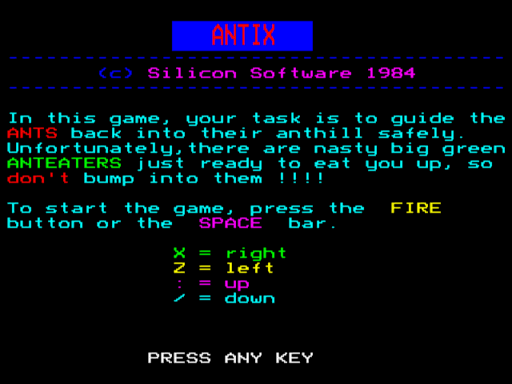 ANTIX
(c) Silicon Software 1984
In this game, your task is to guide the
ANTS back into their anthill safely.
Unfortunately,there are nasty big green
ANTEATERS just ready to eat you up, so
don't bump into them !!!!
To start the game, press the FIRE
button or the SPACE bar.
X = right
Z = left
: = up
/ = down
PRESS ANY KEY